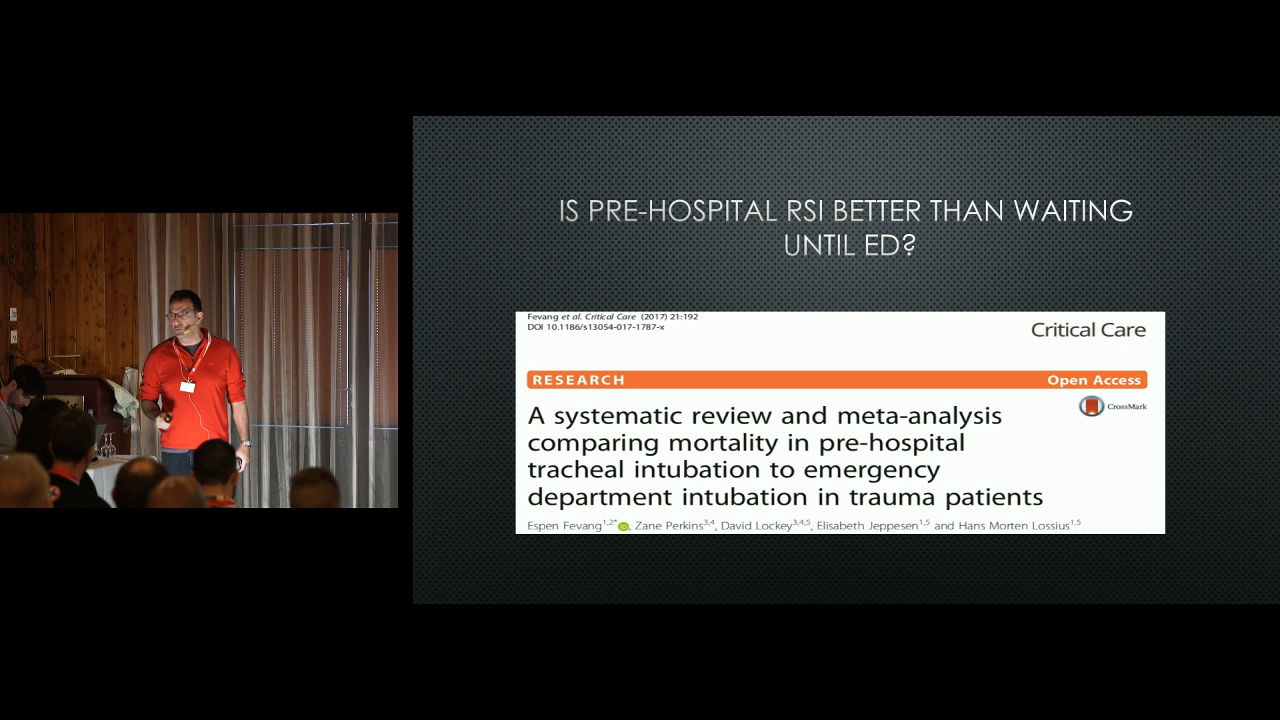 IS PRE-HOSPITAL RSI BETTER THAN WAITING
UNTIL ED?
Fevang et al. Critical Care (2017) 21:192
DOI 10.1186/s13054-017-1787-x
Critical Care
RESEARCH
Open Access
CrossMark
A systematic review and meta-analysis
comparing mortality in pre-hospital
tracheal intubation to emergency
department intubation in trauma patients
Espen Fevang1,2*, Zane Perkins3,4, David Lockey3,4,5, Elisabeth Jeppesen1,5 and Hans Morten Lossius1,5